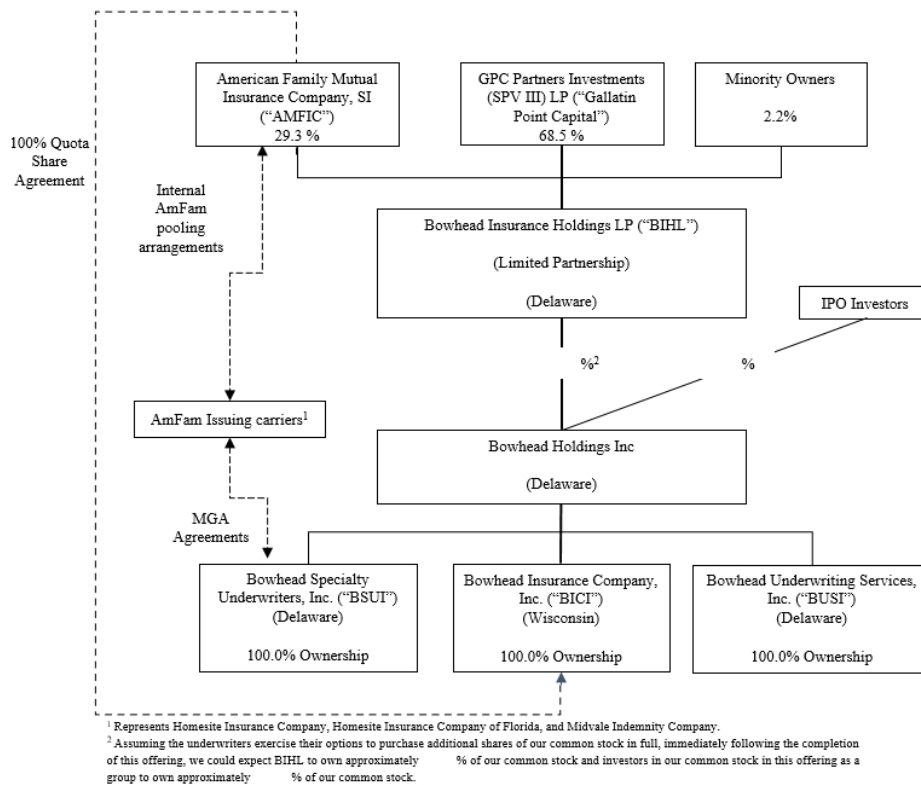 American Family Mutual
Insurance Company, SI
(“AMFIC”)
29.3 %
GPC Partners Investments
(SPV III) LP (“Gallatin
Point Capital”)
68.5 %
Minority Owners
2.2%
100% Quota
Share
Agreement
Internal
AmFam
pooling
arrangements
Bowhead Insurance Holdings LP (“BIHL”)
(Limited Partnership)
(Delaware)
IPO Investors
%²
%
AmFam Issuing carriers¹
Bowhead Holdings Inc
(Delaware)
MGA
Agreements
Bowhead Specialty
Underwriters, Inc. (“BSUI”)
(Delaware)
100.0% Ownership
Bowhead Insurance Company,
Inc. (“BICI”)
(Wisconsin)
100.0% Ownership
Bowhead Underwriting Services,
Inc. (“BUSI”)
(Delaware)
100.0% Ownership
¹ Represents Homesite Insurance Company, Homesite Insurance Company of Florida, and Midvale Indemnity Company.
² Assuming the underwriters exercise their options to purchase additional shares of our common stock in full, immediately following the completion
of this offering, we could expect BIHL to own approximately % of our common stock and investors in our common stock in this offering as a
group to own approximately % of our common stock.